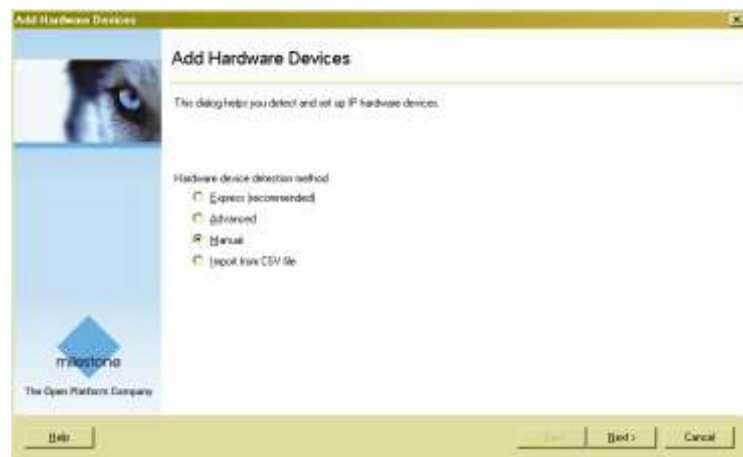 Add Hardware Devices
Add Hardware Devices
This dialog helps you detect and set up IP hardware devices.
Hardware device detection method
Express (recommended)
Advanced
Manual
Import from CSV file
milestone
The Open Platform Company
Help
Next >
Cancel